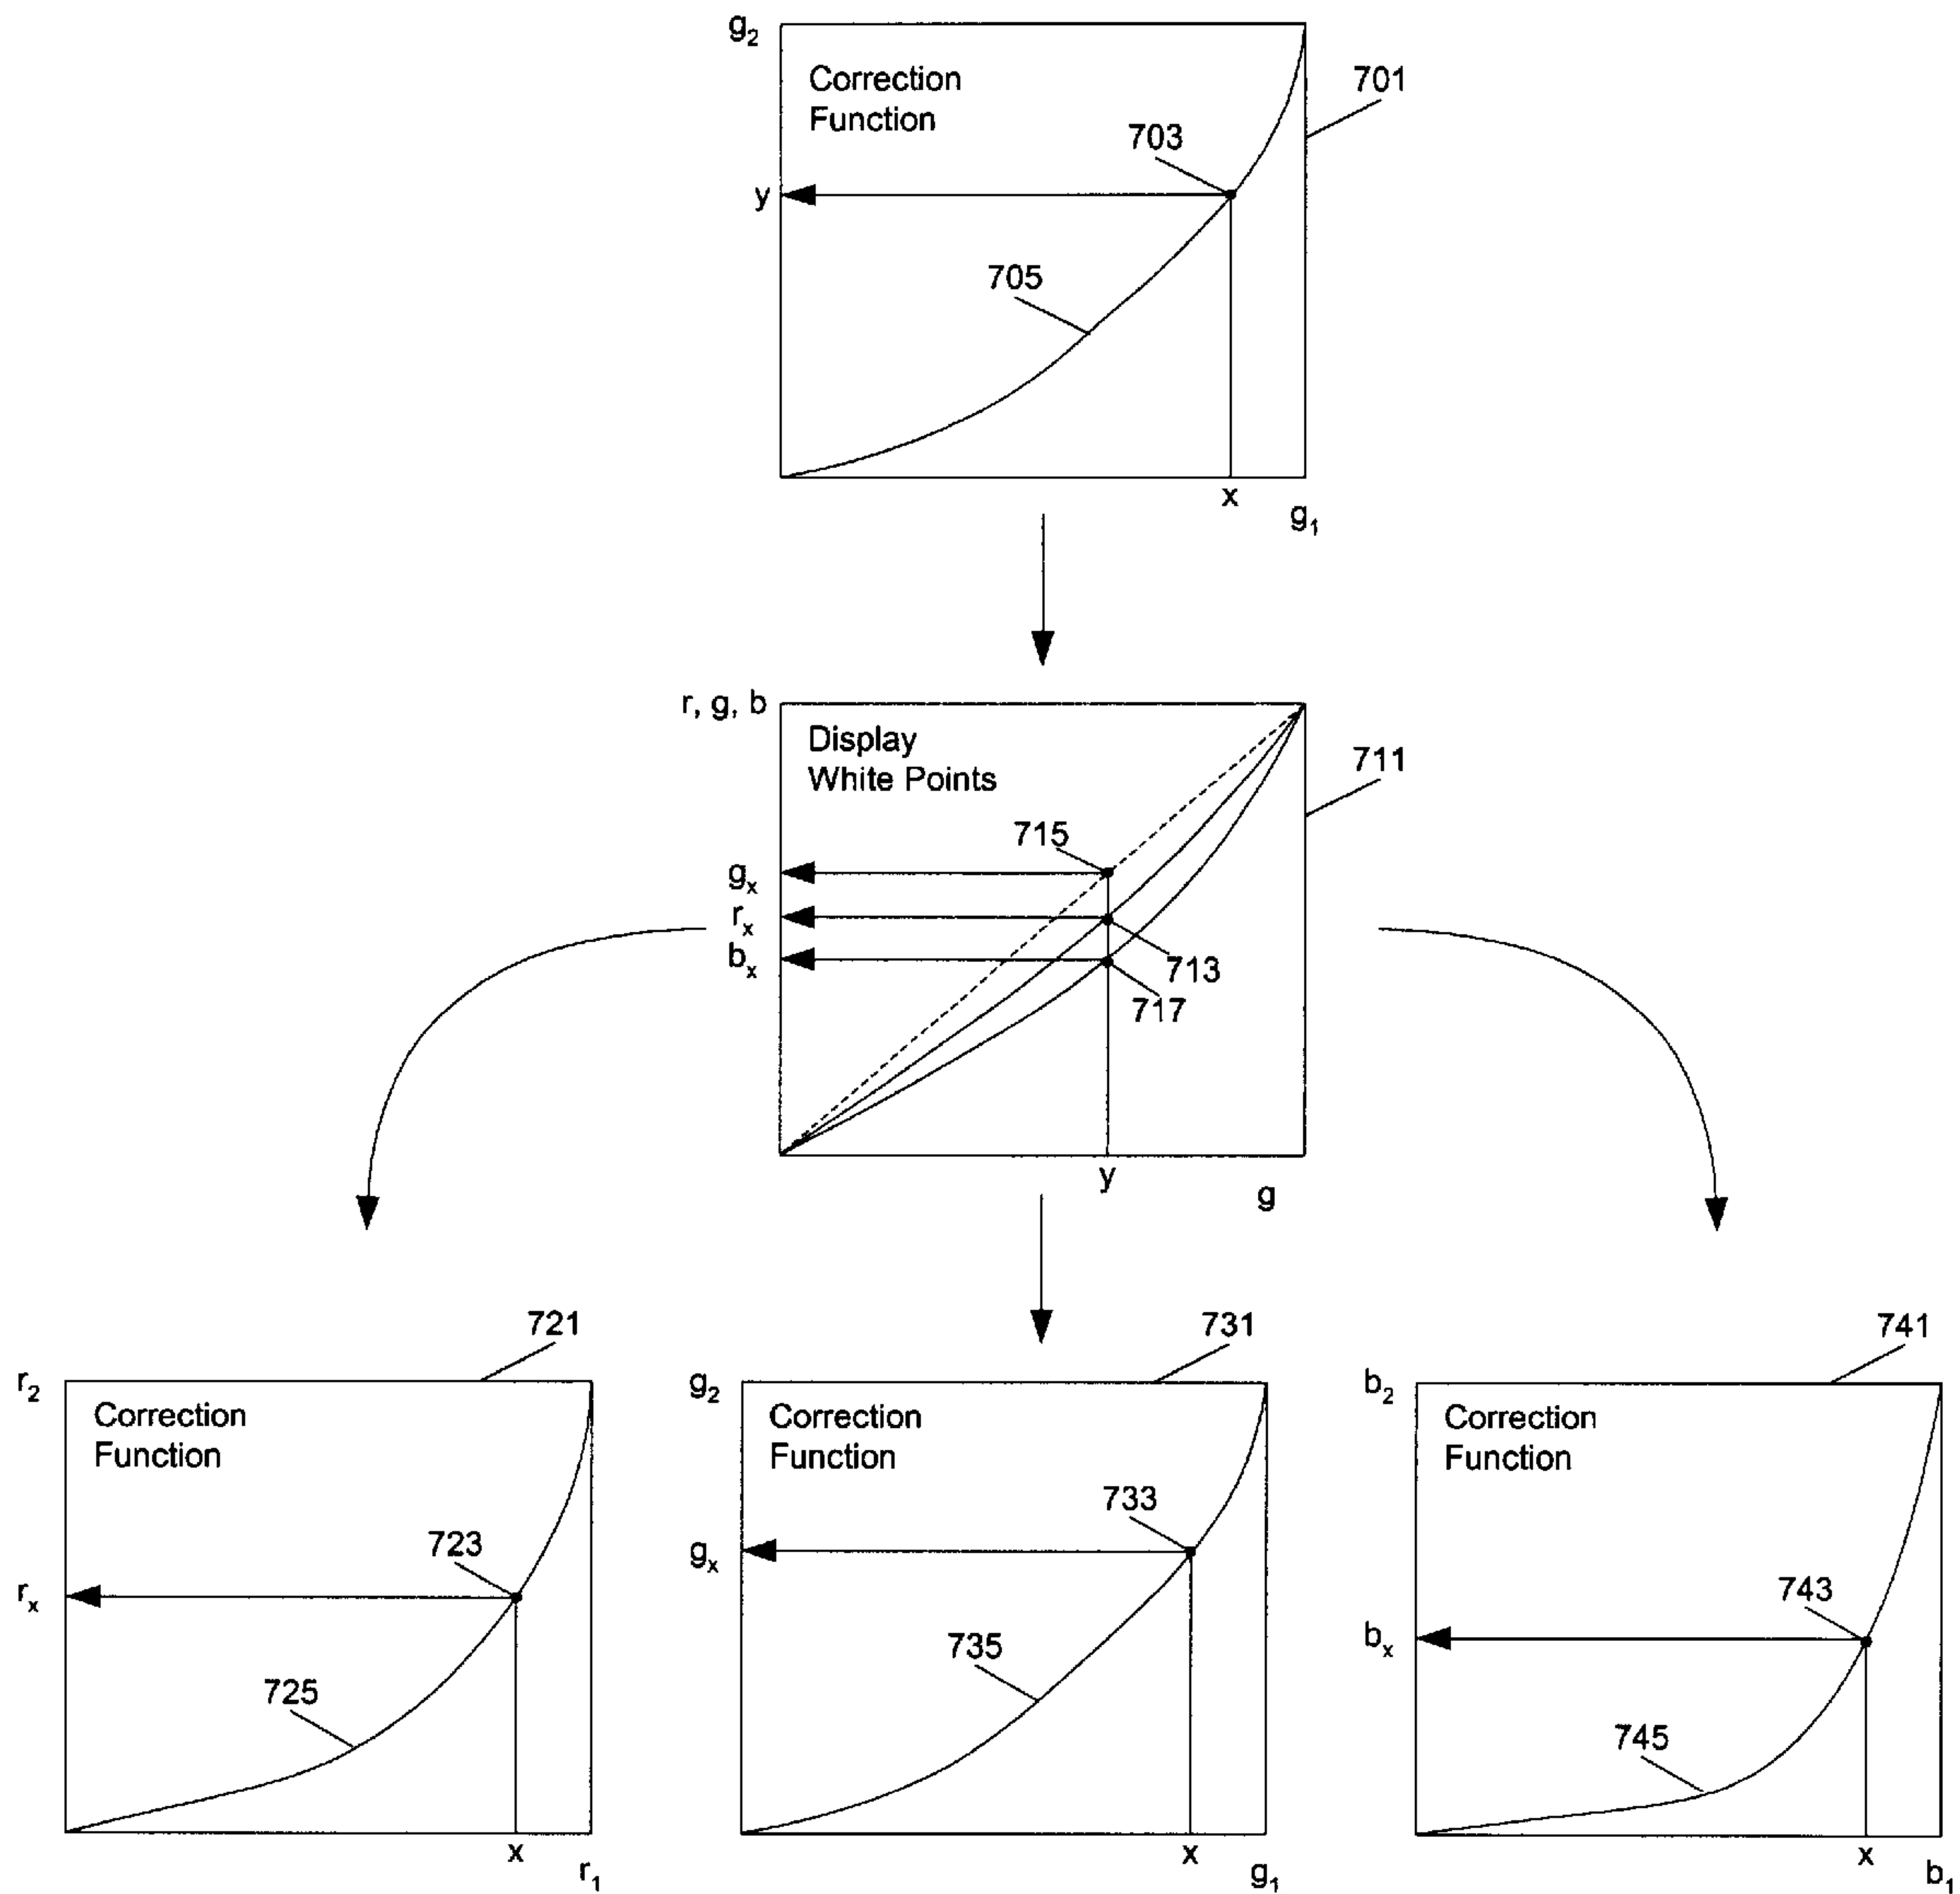 g2
Correction
Function
701
703
y
705
x
g1
r, g, b
Display
White Points
711
715
gx
rx
bx
713
717
y
g
721
731
741
r2
Correction
Function
723
rx
725
x
r1
g2
Correction
Function
733
gx
735
x
g1
b2
Correction
Function
743
bx
745
x
b1